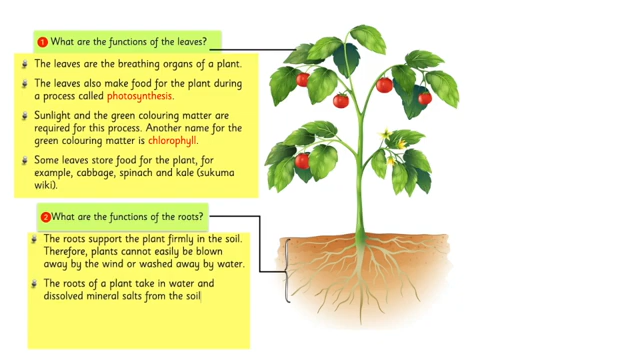 1 What are the functions of the leaves?
The leaves are the breathing organs of a plant.
The leaves also make food for the plant during
a process called photosynthesis.
Sunlight and the green colouring matter are
required for this process. Another name for the
green colouring matter is chlorophyll.
Some leaves store food for the plant, for
example, cabbage, spinach and kale (sukuma
wiki).
2 What are the functions of the roots?
The roots support the plant firmly in the soil.
Therefore, plants cannot easily be blown
away by the wind or washed away by water.
The roots of a plant take in water and
dissolved mineral salts from the soil